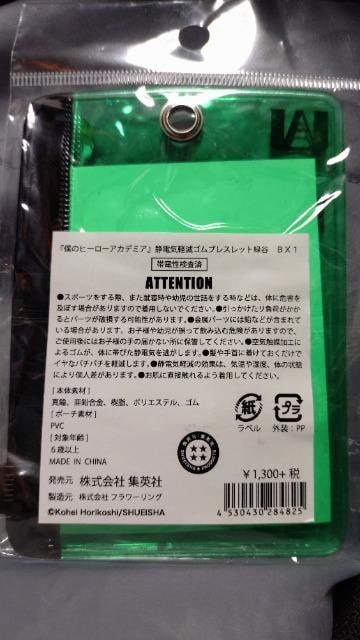 『僕のヒーローアカデミア』静電気軽減ゴムブレスレット緑谷 BX1
帯電性検査済
ATTENTION
●スポーツをする際、また就寝時や幼児の世話をする時などは、体に危害を
及ぼす場合がありますので着用しないでください。●引っかけたり負荷がかか
るとパーツが破損する可能性があります。●金属パーツには鉛などが含まれ
ている場合があります。お子様や幼児が誤って飲み込む危険がありますので、
ご使用後にはお子様の手の届かない所に保管してください。●空気触媒加工に
よるゴムが、体に帯びた静電気を逃がします。●髪や手首に着けておくだけで
イヤなパチパチを軽減します。●静電気軽減の効果は、気温や湿度、体の状態
により個人差があります。●お肌に直接触れるよう着用してください。
[本体素材]
真鍮、亜鉛合金、樹脂、ポリエステル、ゴム
[ポーチ素材]
PVC
[対象年齢]
6歳以上
MADE IN CHINA
紙
ラベル
プラ
外装：PP
発売元 株式会社 集英社
製造元 株式会社 フラワーリング
©Kohei Horikoshi/SHUEISHA
¥1,300+税
4530430284825